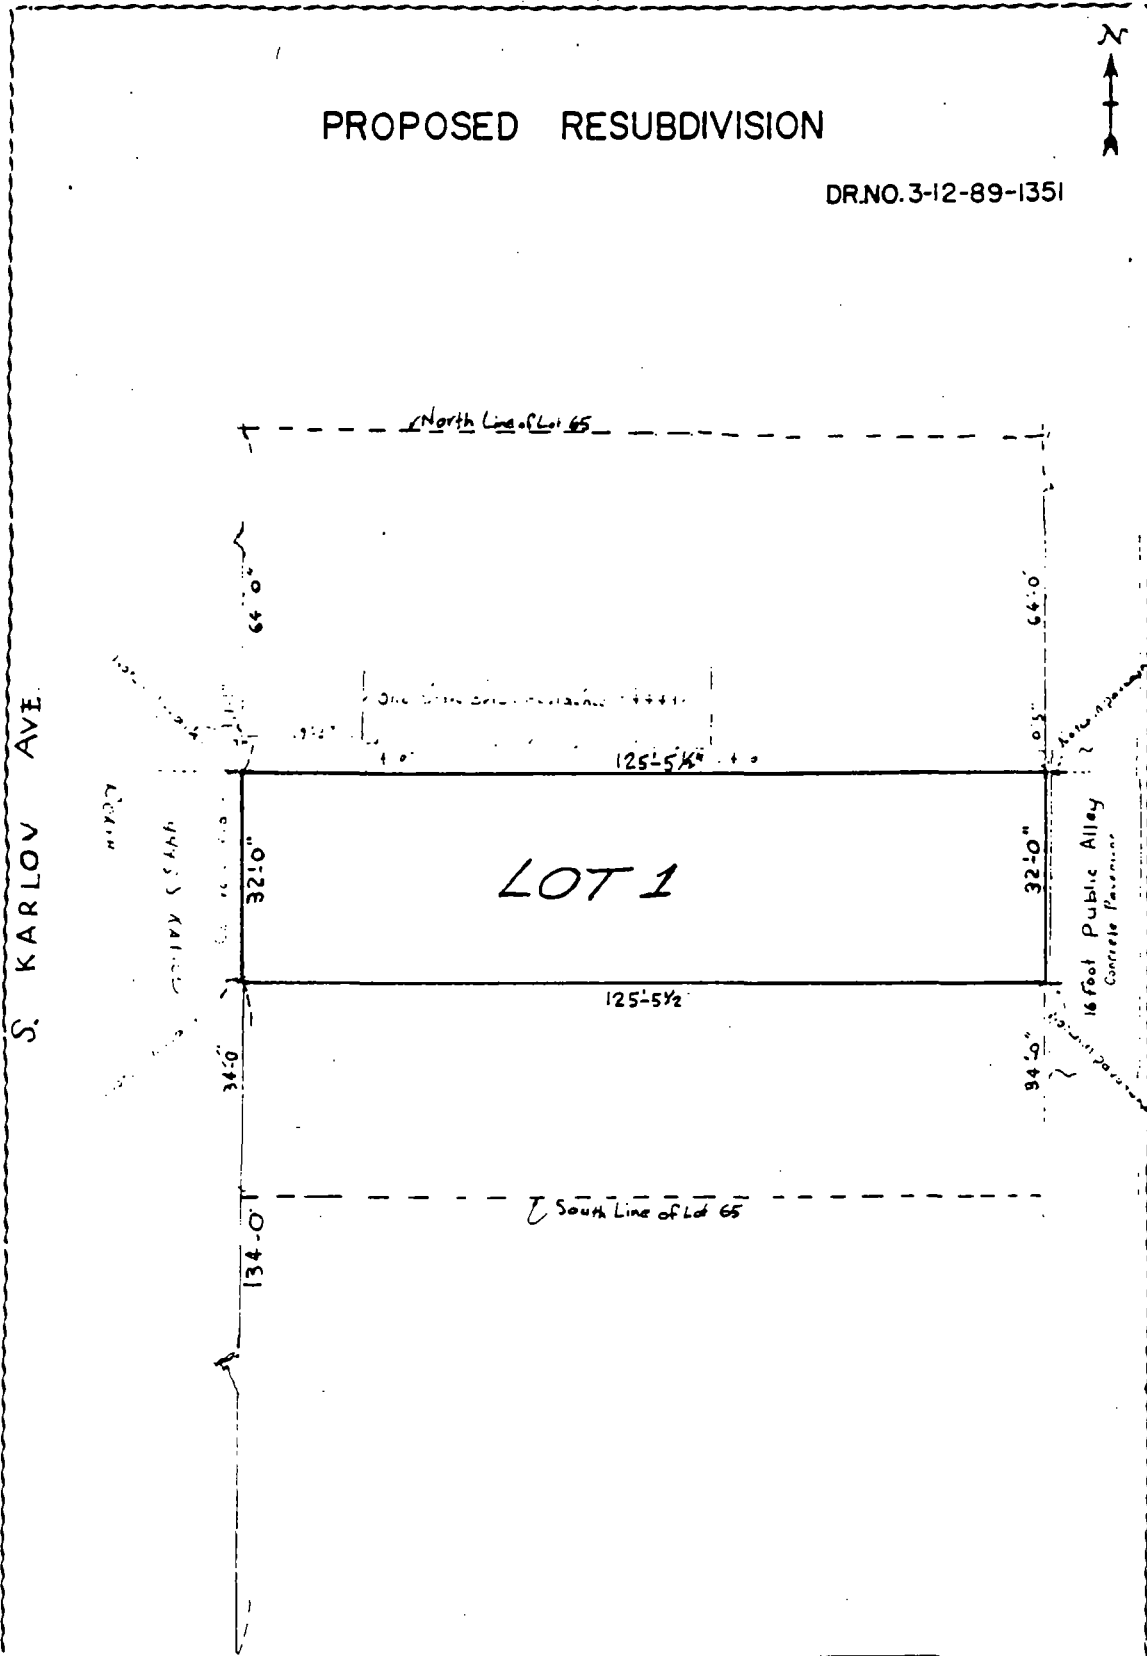 N
PROPOSED RESUBDIVISION
DR.NO.3-12-89-1351
North Line of Lot 65
64'-0"
64'-0"
125'-5½"
S. KARLOV AVE.
32'-0"
LOT 1
32'-0"
16 Foot Public Alley
Concrete Pavement
125'-5½
34'-0"
34'-0"
South Line of Lot 65
134'-0"